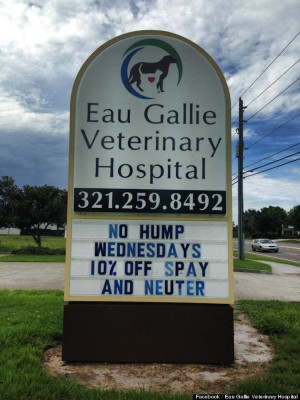 Eau Gallie
Veterinary
Hospital
321.259.8492
NO HUMP
WEDNESDAYS
10% OFF SPAY
AND NEUTER
Facebook / Eau Gallie Veterinary Hospital